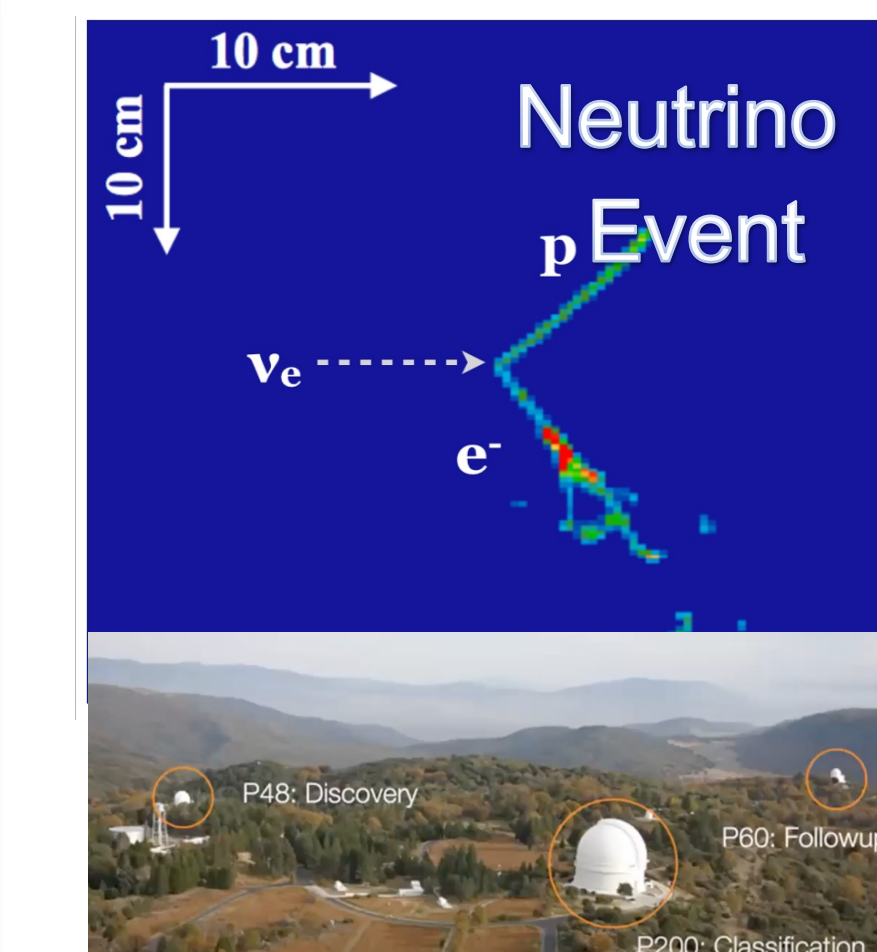 10 cm
10 cm
Neutrino
Event
p
νe
e-
P48: Discovery
P60: Followup
P200: Classification